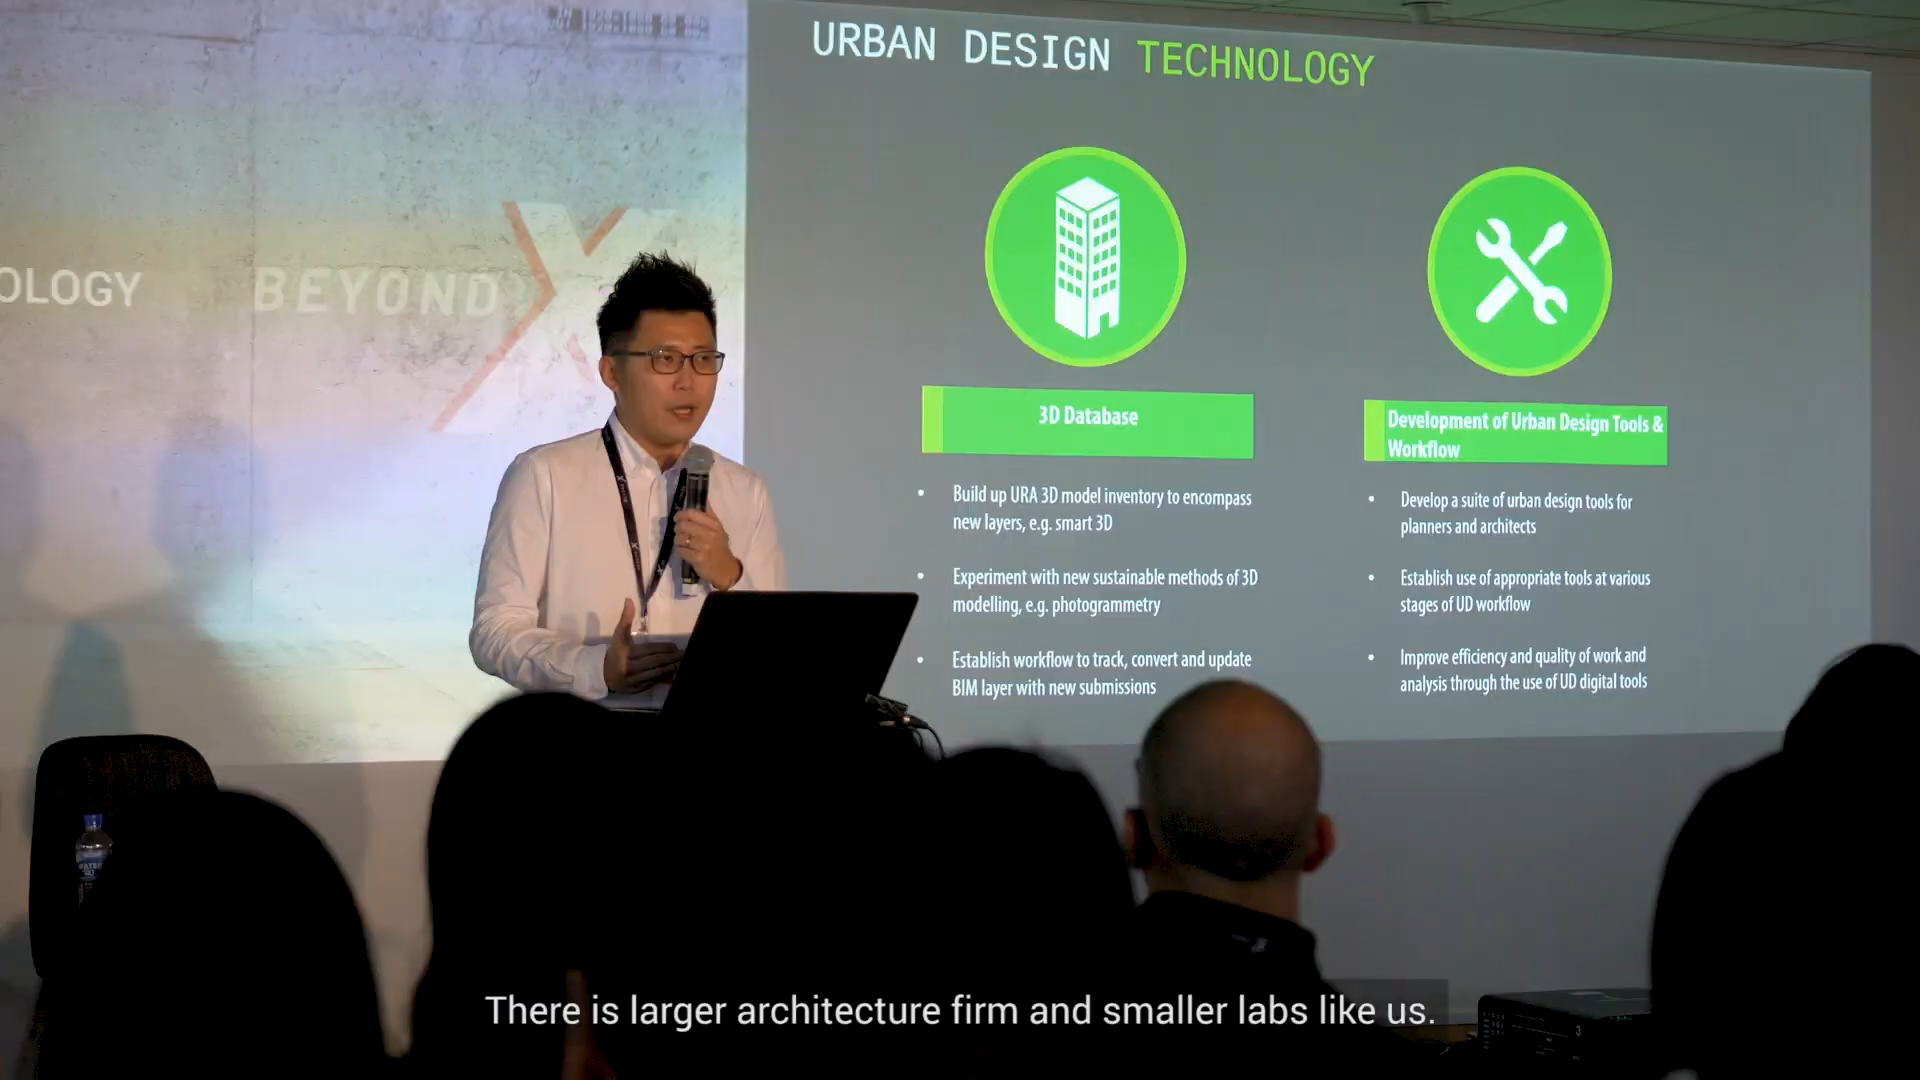 URBAN DESIGN TECHNOLOGY
OLOGY
BEYOND X
3D Database
• Build up URA 3D model inventory to encompass
new layers, e.g. smart 3D
• Experiment with new sustainable methods of 3D
modelling, e.g. photogrammetry
• Establish workflow to track, convert and update
BIM layer with new submissions
Development of Urban Design Tools &
Workflow
• Develop a suite of urban design tools for
planners and architects
• Establish use of appropriate tools at various
stages of UD workflow
• Improve efficiency and quality of work and
analysis through the use of UD digital tools
There is larger architecture firm and smaller labs like us.